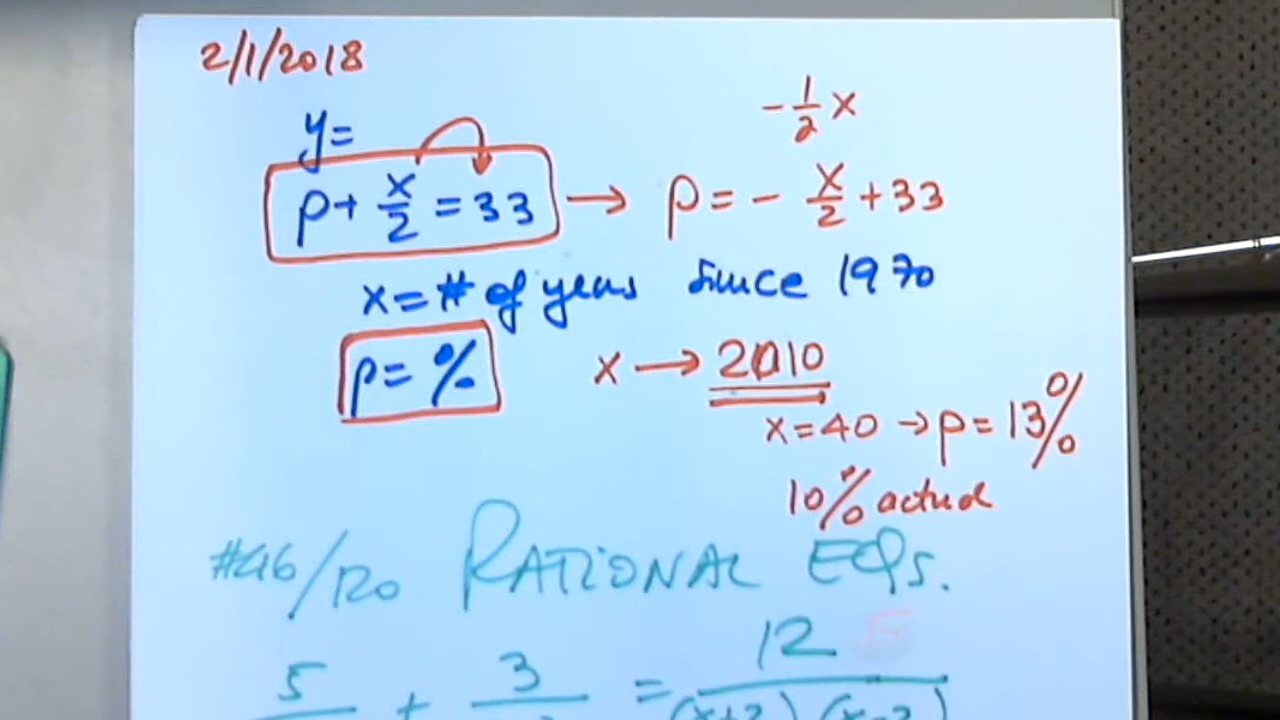 2/1/2018
-1/2 x
y=
p + x/2 = 33 → p = - x/2 + 33
x = # of years since 1970
p = %
x → 2010
x = 40 → p = 13%
10% actual
#46/120 RATIONAL EQS.
5 + 3 = 12